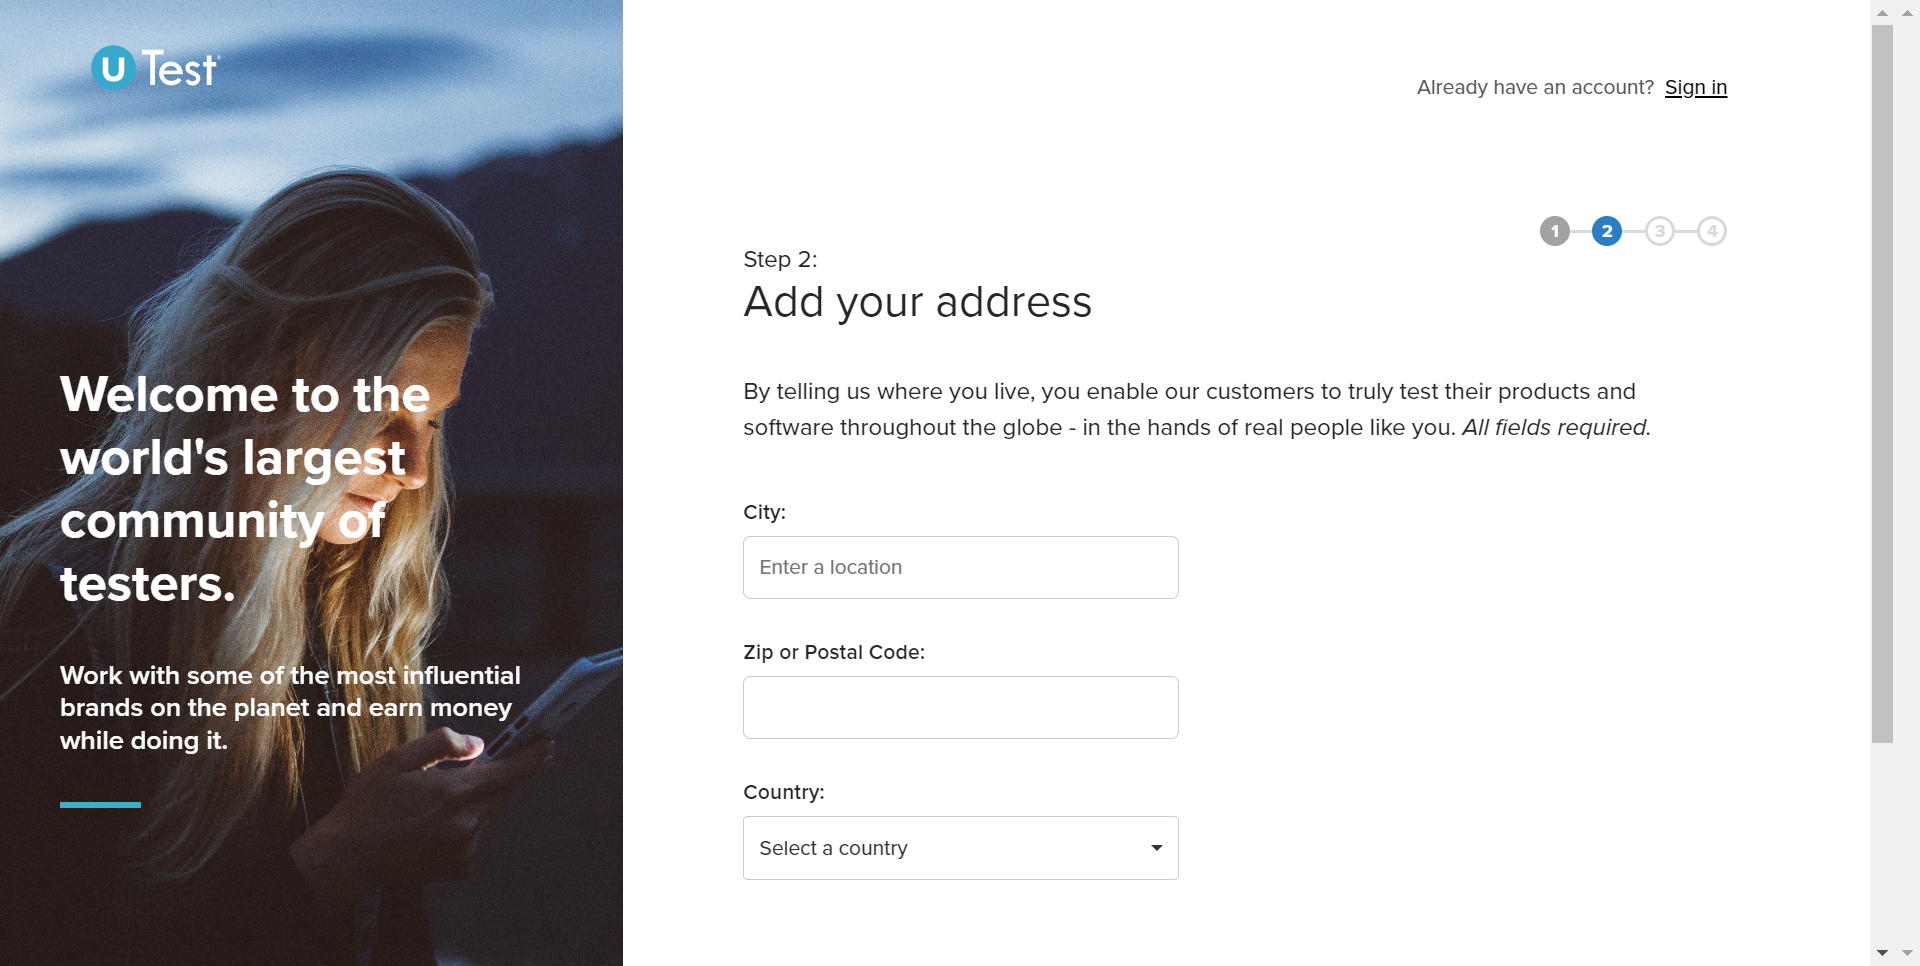 u Test
Already have an account? Sign in
1 2 3 4
Step 2:
Add your address
By telling us where you live, you enable our customers to truly test their products and
software throughout the globe - in the hands of real people like you. All fields required.
City:
Enter a location
Zip or Postal Code:
Country:
Select a country
Welcome to the
world's largest
community of
testers.
Work with some of the most influential
brands on the planet and earn money
while doing it.